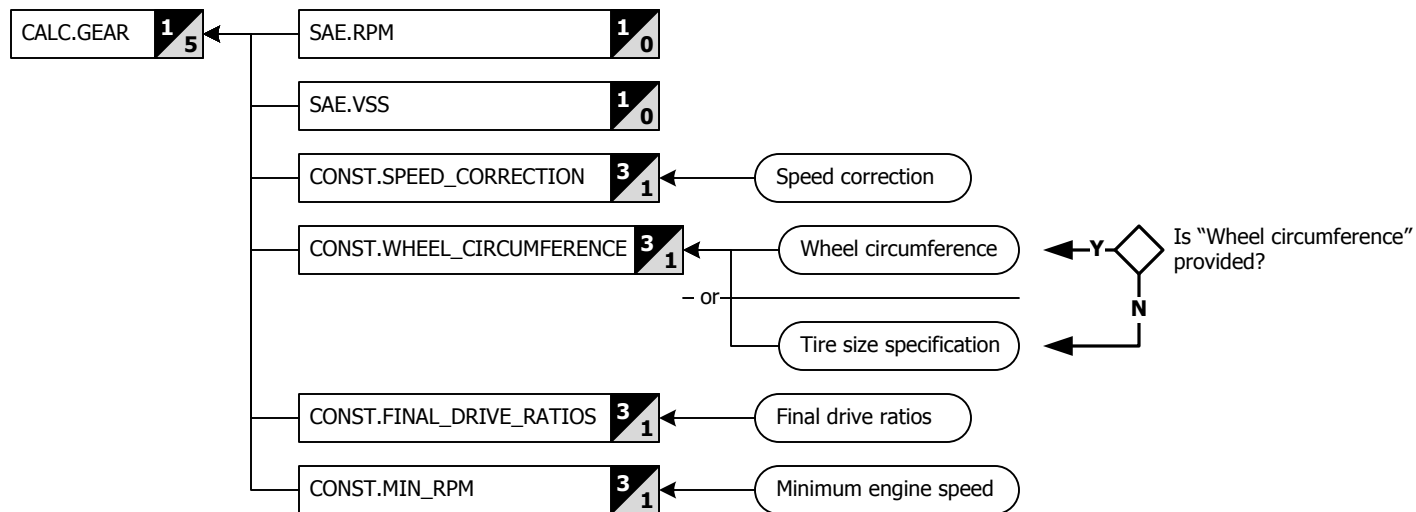 CALC.GEAR 1 5
SAE.RPM 1 0
SAE.VSS 1 0
CONST.SPEED_CORRECTION 3 1
Speed correction
CONST.WHEEL_CIRCUMFERENCE 3 1
Wheel circumference
Y
Is “Wheel circumference”
provided?
– or
N
Tire size specification
CONST.FINAL_DRIVE_RATIOS 3 1
Final drive ratios
CONST.MIN_RPM 3 1
Minimum engine speed